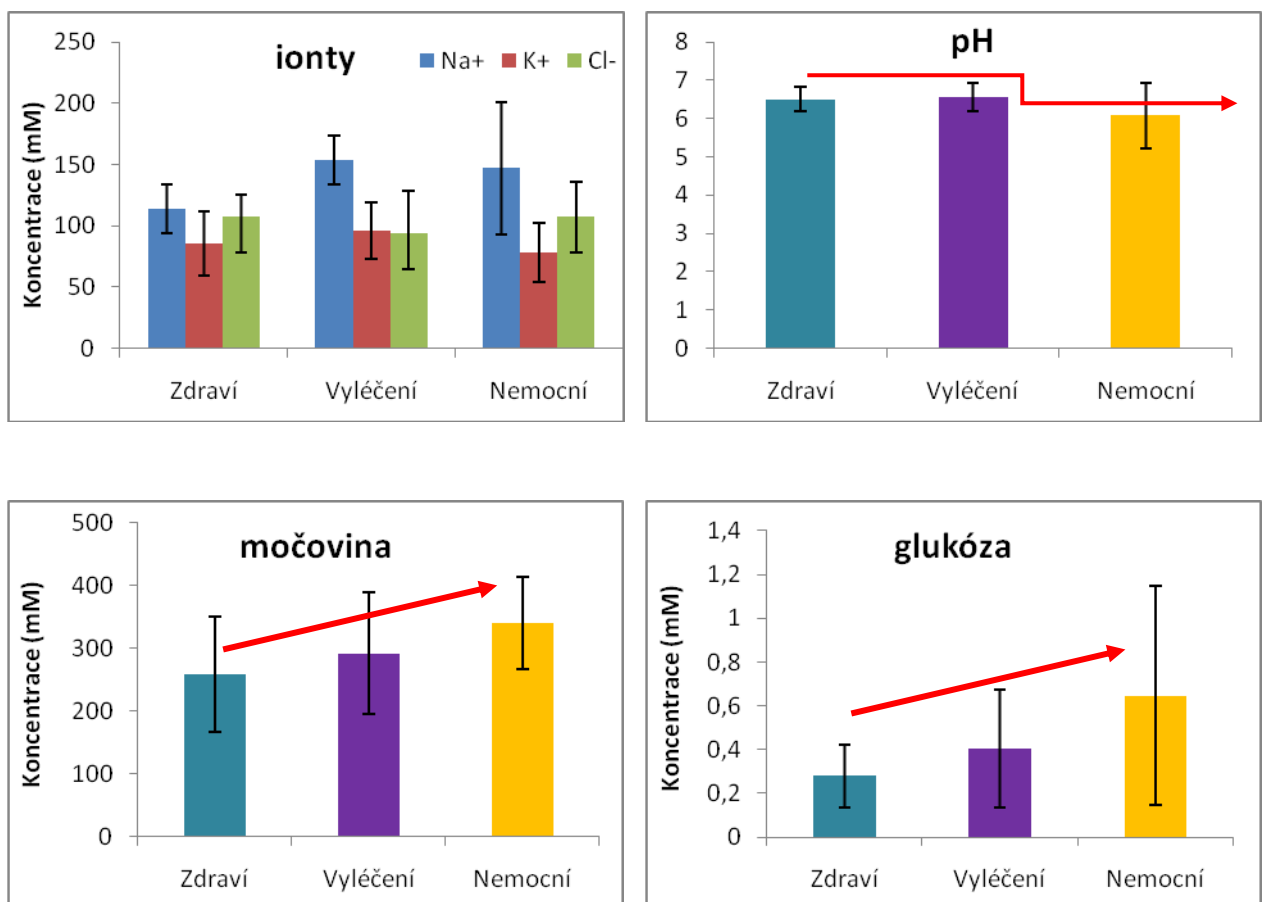 ionty
Na+ K+ Cl-
Koncentrace (mM)
250
200
150
100
50
0
Zdraví Vyléčení Nemocní
pH
8
7
6
5
4
3
2
1
0
Zdraví Vyléčení Nemocní
močovina
Koncentrace (mM)
500
400
300
200
100
0
Zdraví Vyléčení Nemocní
glukóza
Koncentrace (mM)
1,4
1,2
1
0,8
0,6
0,4
0,2
0
Zdraví Vyléčení Nemocní